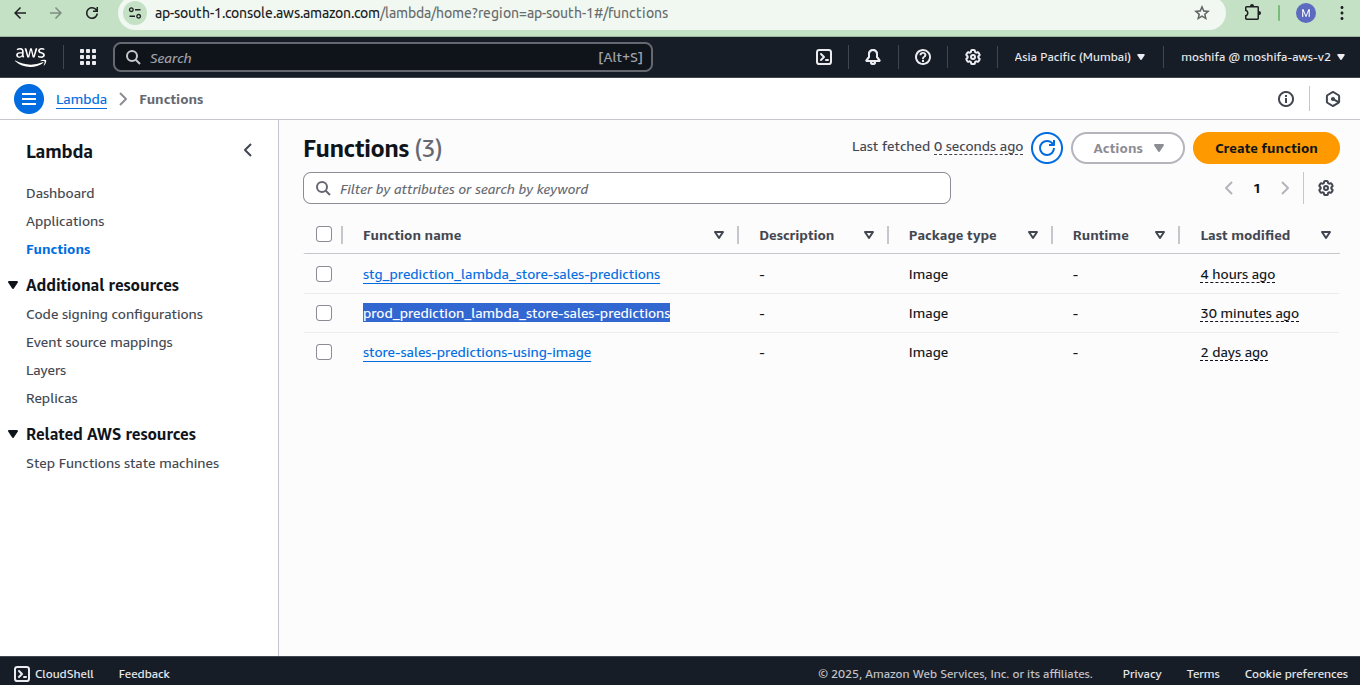 ap-south-1.console.aws.amazon.com/lambda/home?region=ap-south-1#/functions M
aws Search [Alt+S] Asia Pacific (Mumbai) moshifa @ moshifa-aws-v2
Lambda Functions
Lambda
Dashboard
Applications
Functions
Additional resources
Code signing configurations
Event source mappings
Layers
Replicas
Related AWS resources
Step Functions state machines
Functions (3) Last fetched 0 seconds ago Actions Create function
Filter by attributes or search by keyword 1
Function name Description Package type Runtime Last modified
stg_prediction_lambda_store-sales-predictions - Image - 4 hours ago
prod_prediction_lambda_store-sales-predictions - Image - 30 minutes ago
store-sales-predictions-using-image - Image - 2 days ago
CloudShell Feedback © 2025, Amazon Web Services, Inc. or its affiliates. Privacy Terms Cookie preferences